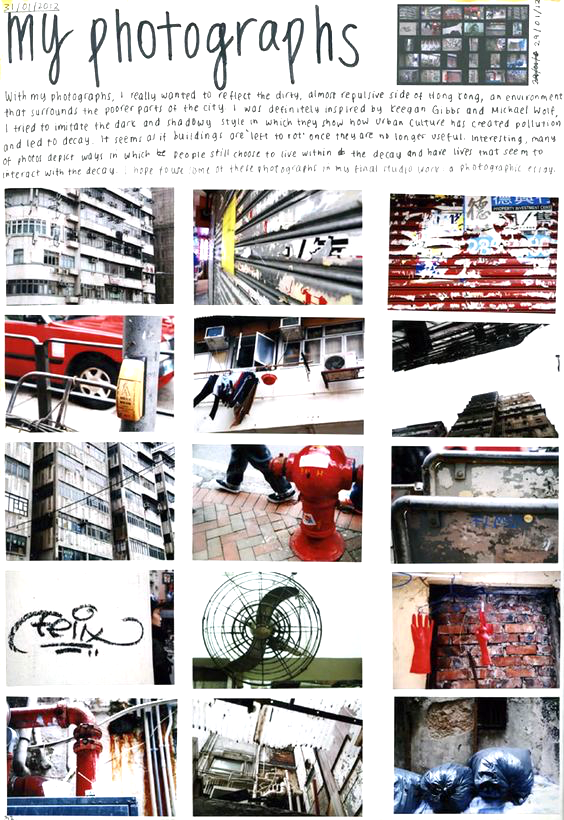 31/01/2012
my photographs
29/01/12
With my photographs, I really wanted to reflect the dirty, almost repulsive side of Hong Kong, an environment
that surrounds the poorer parts of the city. I was definitely inspired by Keegan Gibbs and Michael Wolf,
I tried to imitate the dark and shadowy style in which they show how urban culture has created pollution
and led to decay. It seems as if buildings are 'left to rot' once they are no longer useful. Interesting, many
of photos depict ways in which people still choose to live within the decay and have lives that seem to
interact with the decay. I hope to use some of these photographs in my final studio work: a photographic essay.
德
PROPERTY INVESTMENT
Felix